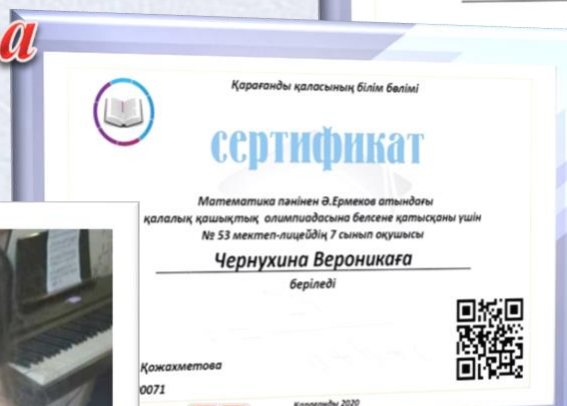 а
Қарағанды қаласының білім бөлімі
сертификат
Математика пәнінен Ә.Ермеков атындағы
қалалық қашықтық олимпиадасына белсене қатысқаны үшін
№ 53 мектеп-лицейдің 7 сынып оқушысы
Чернухина Вероникаға
беріледі
Қожахметова
0071
Қарағанды 2020